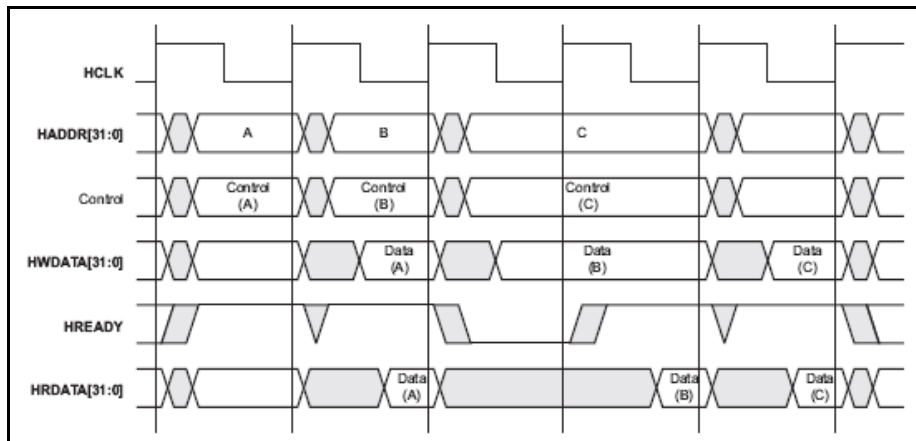 HCLK
HADDR[31:0]
A
B
C
Control
Control
(A)
Control
(B)
Control
(C)
HWDATA[31:0]
Data
(A)
Data
(B)
Data
(C)
HREADY
HRDATA[31:0]
Data
(A)
Data
(B)
Data
(C)